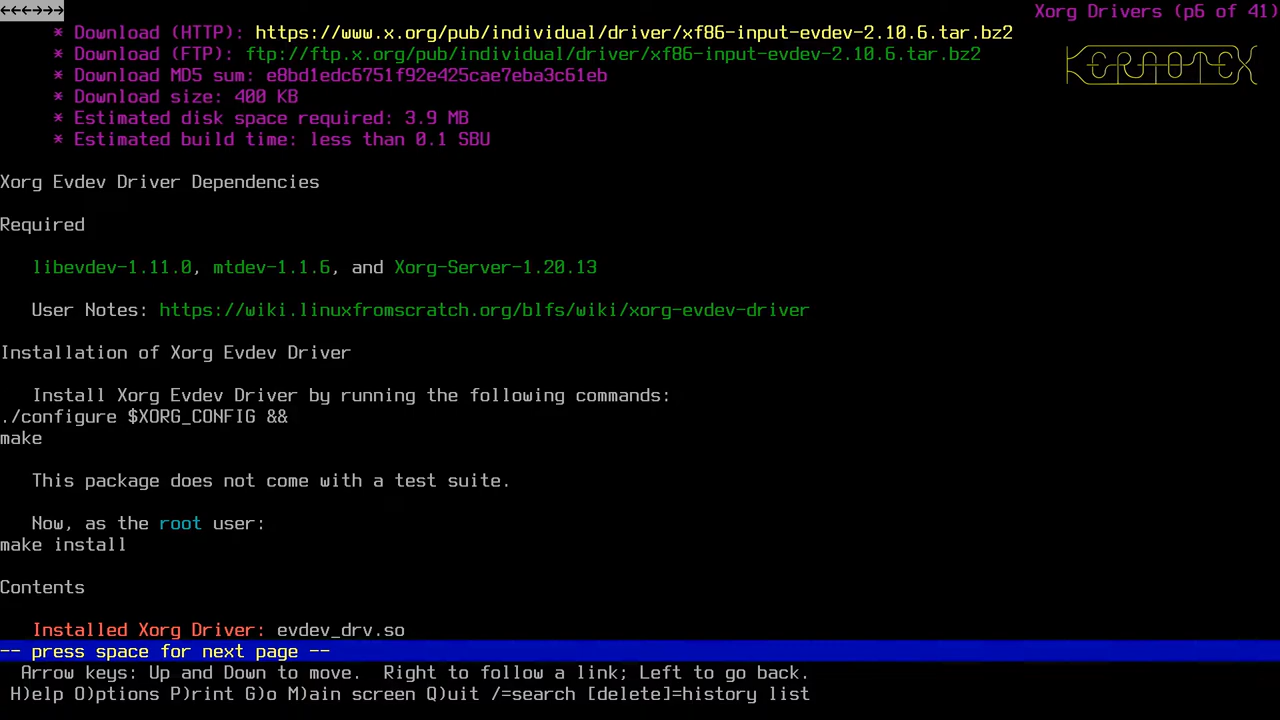 ←←←→→→ Xorg Drivers (p6 of 41)
* Download (HTTP): https://www.x.org/pub/individual/driver/xf86-input-evdev-2.10.6.tar.bz2
* Download (FTP): ftp://ftp.x.org/pub/individual/driver/xf86-input-evdev-2.10.6.tar.bz2
KERNOTEX
* Download MD5 sum: e8bd1edc6751f92e425cae7eba3c61eb
* Download size: 400 KB
* Estimated disk space required: 3.9 MB
* Estimated build time: less than 0.1 SBU
Xorg Evdev Driver Dependencies
Required
libevdev-1.11.0, mtdev-1.1.6, and Xorg-Server-1.20.13
User Notes: https://wiki.linuxfromscratch.org/blfs/wiki/xorg-evdev-driver
Installation of Xorg Evdev Driver
Install Xorg Evdev Driver by running the following commands:
./configure $XORG_CONFIG &&
make
This package does not come with a test suite.
Now, as the root user:
make install
Contents
Installed Xorg Driver: evdev_drv.so
-- press space for next page --
Arrow keys: Up and Down to move. Right to follow a link; Left to go back.
H)elp O)ptions P)rint G)o M)ain screen Q)uit /=search [delete]=history list